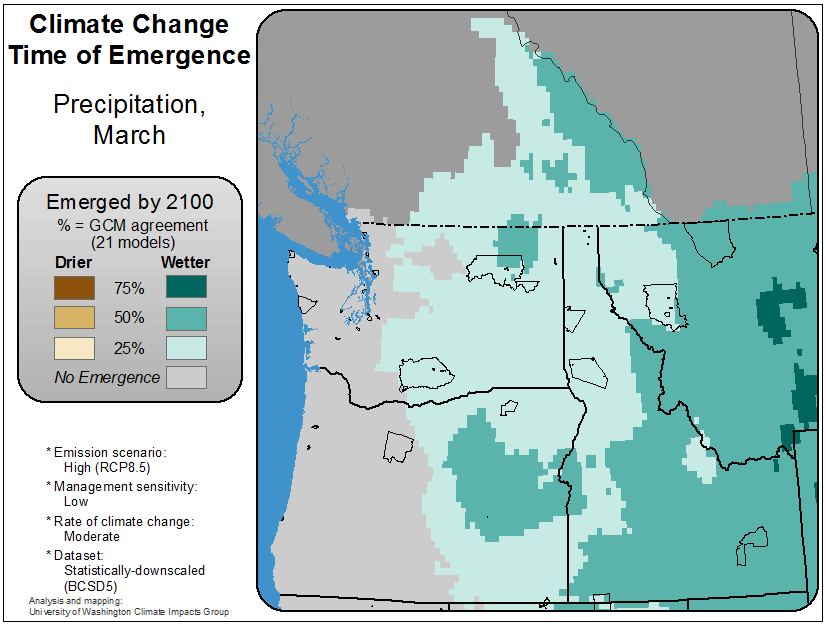 Climate Change
Time of Emergence
Precipitation,
March
Emerged by 2100
% = GCM agreement
(21 models)
Drier Wetter
75%
50%
25%
No Emergence
* Emission scenario:
High (RCP8.5)
* Management sensitivity:
Low
* Rate of climate change:
Moderate
* Dataset:
Statistically-downscaled
(BCSD5)
Analysis and mapping:
University of Washington Climate Impacts Group